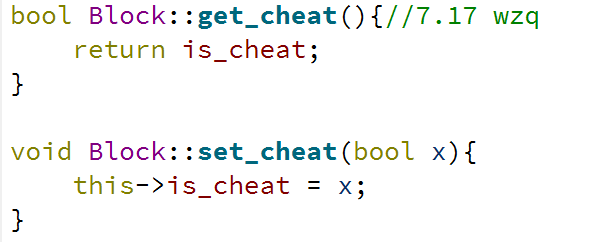 bool Block::get_cheat(){//7.17 wzq
    return is_cheat;
}

void Block::set_cheat(bool x){
    this->is_cheat = x;
}